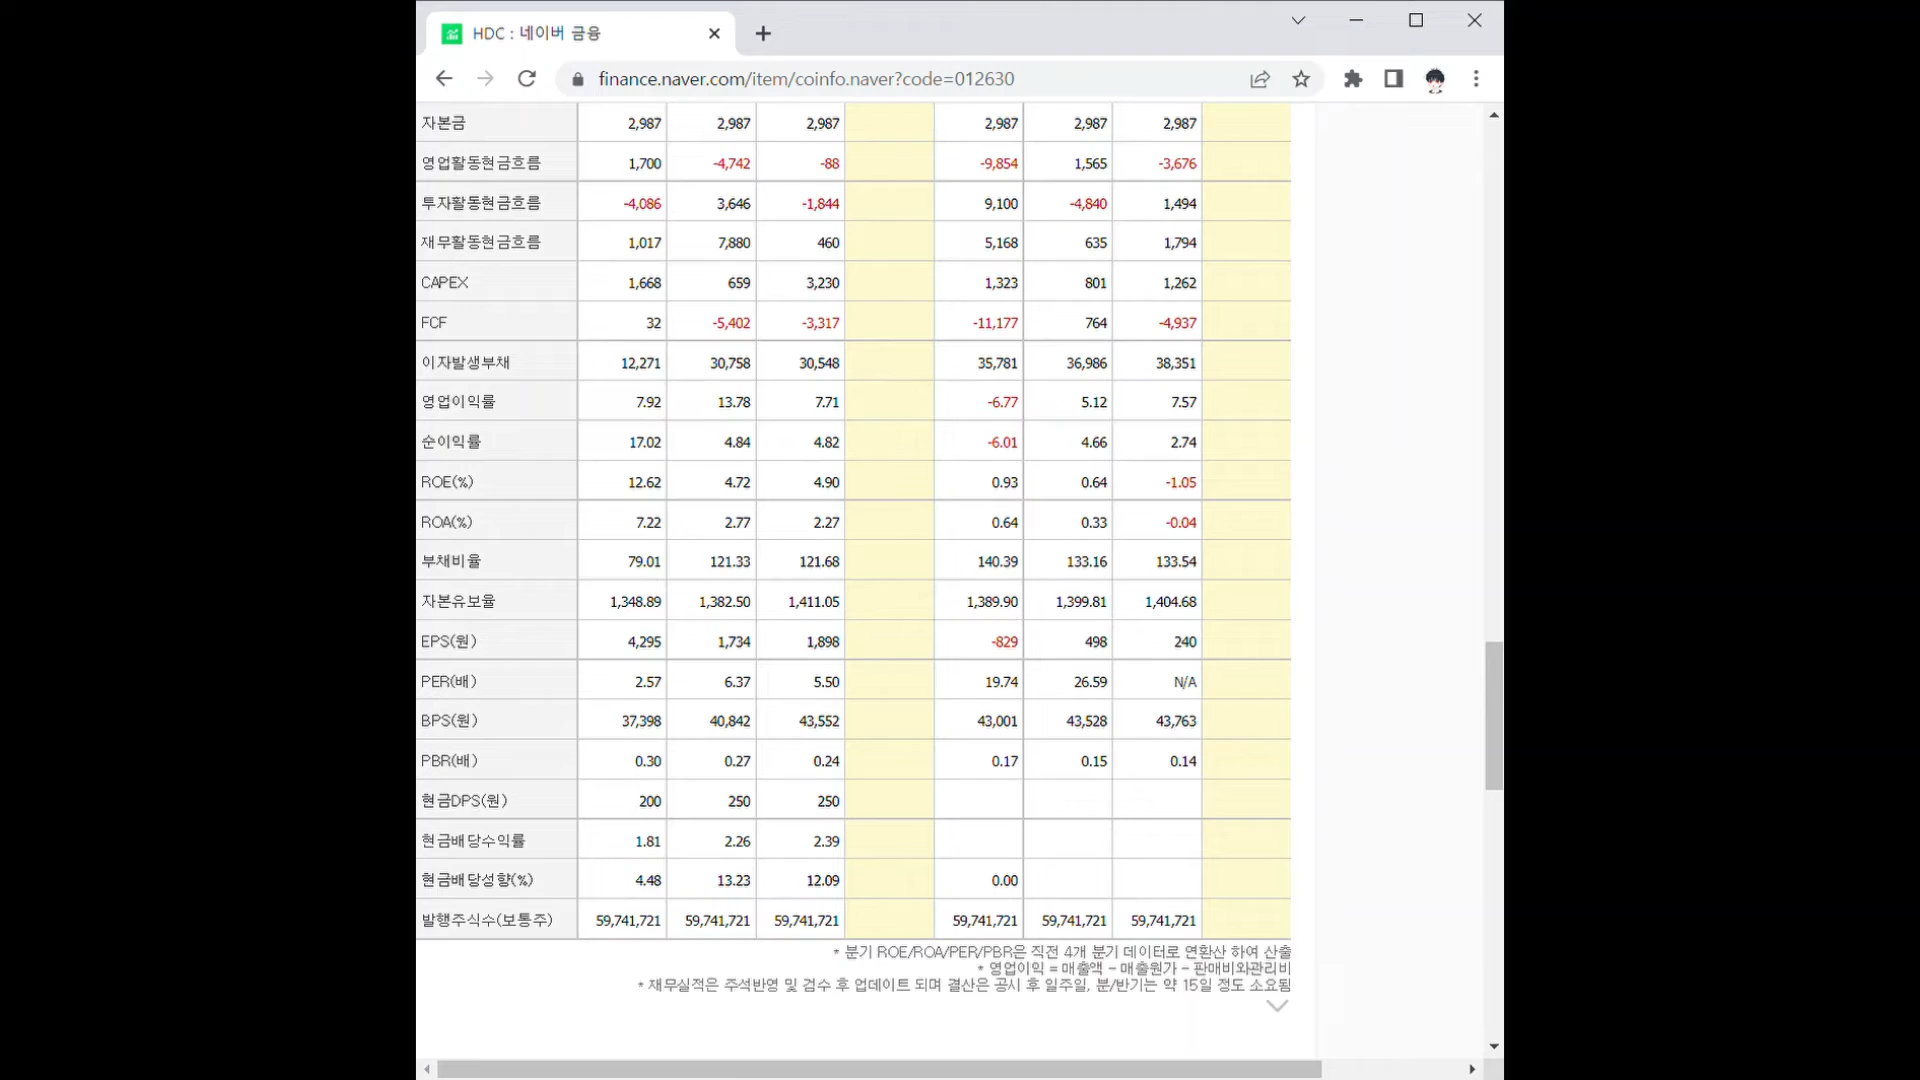 HDC : 네이버 금융
finance.naver.com/item/coinfo.naver?code=012630
자본금 2,987 2,987 2,987 2,987 2,987 2,987
영업활동현금흐름 1,700 -4,742 -88 -9,854 1,565 -3,676
투자활동현금흐름 -4,086 3,646 -1,844 9,100 -4,840 1,494
재무활동현금흐름 1,017 7,880 460 5,168 635 1,794
CAPEX 1,668 659 3,230 1,323 801 1,262
FCF 32 -5,402 -3,317 -11,177 764 -4,937
이자발생부채 12,271 30,758 30,548 35,781 36,986 38,351
영업이익률 7.92 13.78 7.71 -6.77 5.12 7.57
순이익률 17.02 4.84 4.82 -6.01 4.66 2.74
ROE(%) 12.62 4.72 4.90 0.93 0.64 -1.05
ROA(%) 7.22 2.77 2.27 0.64 0.33 -0.04
부채비율 79.01 121.33 121.68 140.39 133.16 133.54
자본유보율 1,348.89 1,382.50 1,411.05 1,389.90 1,399.81 1,404.68
EPS(원) 4,295 1,734 1,898 -829 498 240
PER(배) 2.57 6.37 5.50 19.74 26.59 N/A
BPS(원) 37,398 40,842 43,552 43,001 43,528 43,763
PBR(배) 0.30 0.27 0.24 0.17 0.15 0.14
현금DPS(원) 200 250 250
현금배당수익률 1.81 2.26 2.39
현금배당성향(%) 4.48 13.23 12.09 0.00
발행주식수(보통주) 59,741,721 59,741,721 59,741,721 59,741,721 59,741,721 59,741,721
* 분기 ROE/ROA/PER/PBR은 직전 4개 분기 데이터로 연환산 하여 산출
* 영업이익 = 매출액 - 매출원가 - 판매비와관리비
* 재무실적은 주석반영 및 검수 후 업데이트 되며 결산은 공시 후 일주일, 분/반기는 약 15일 정도 소요됨